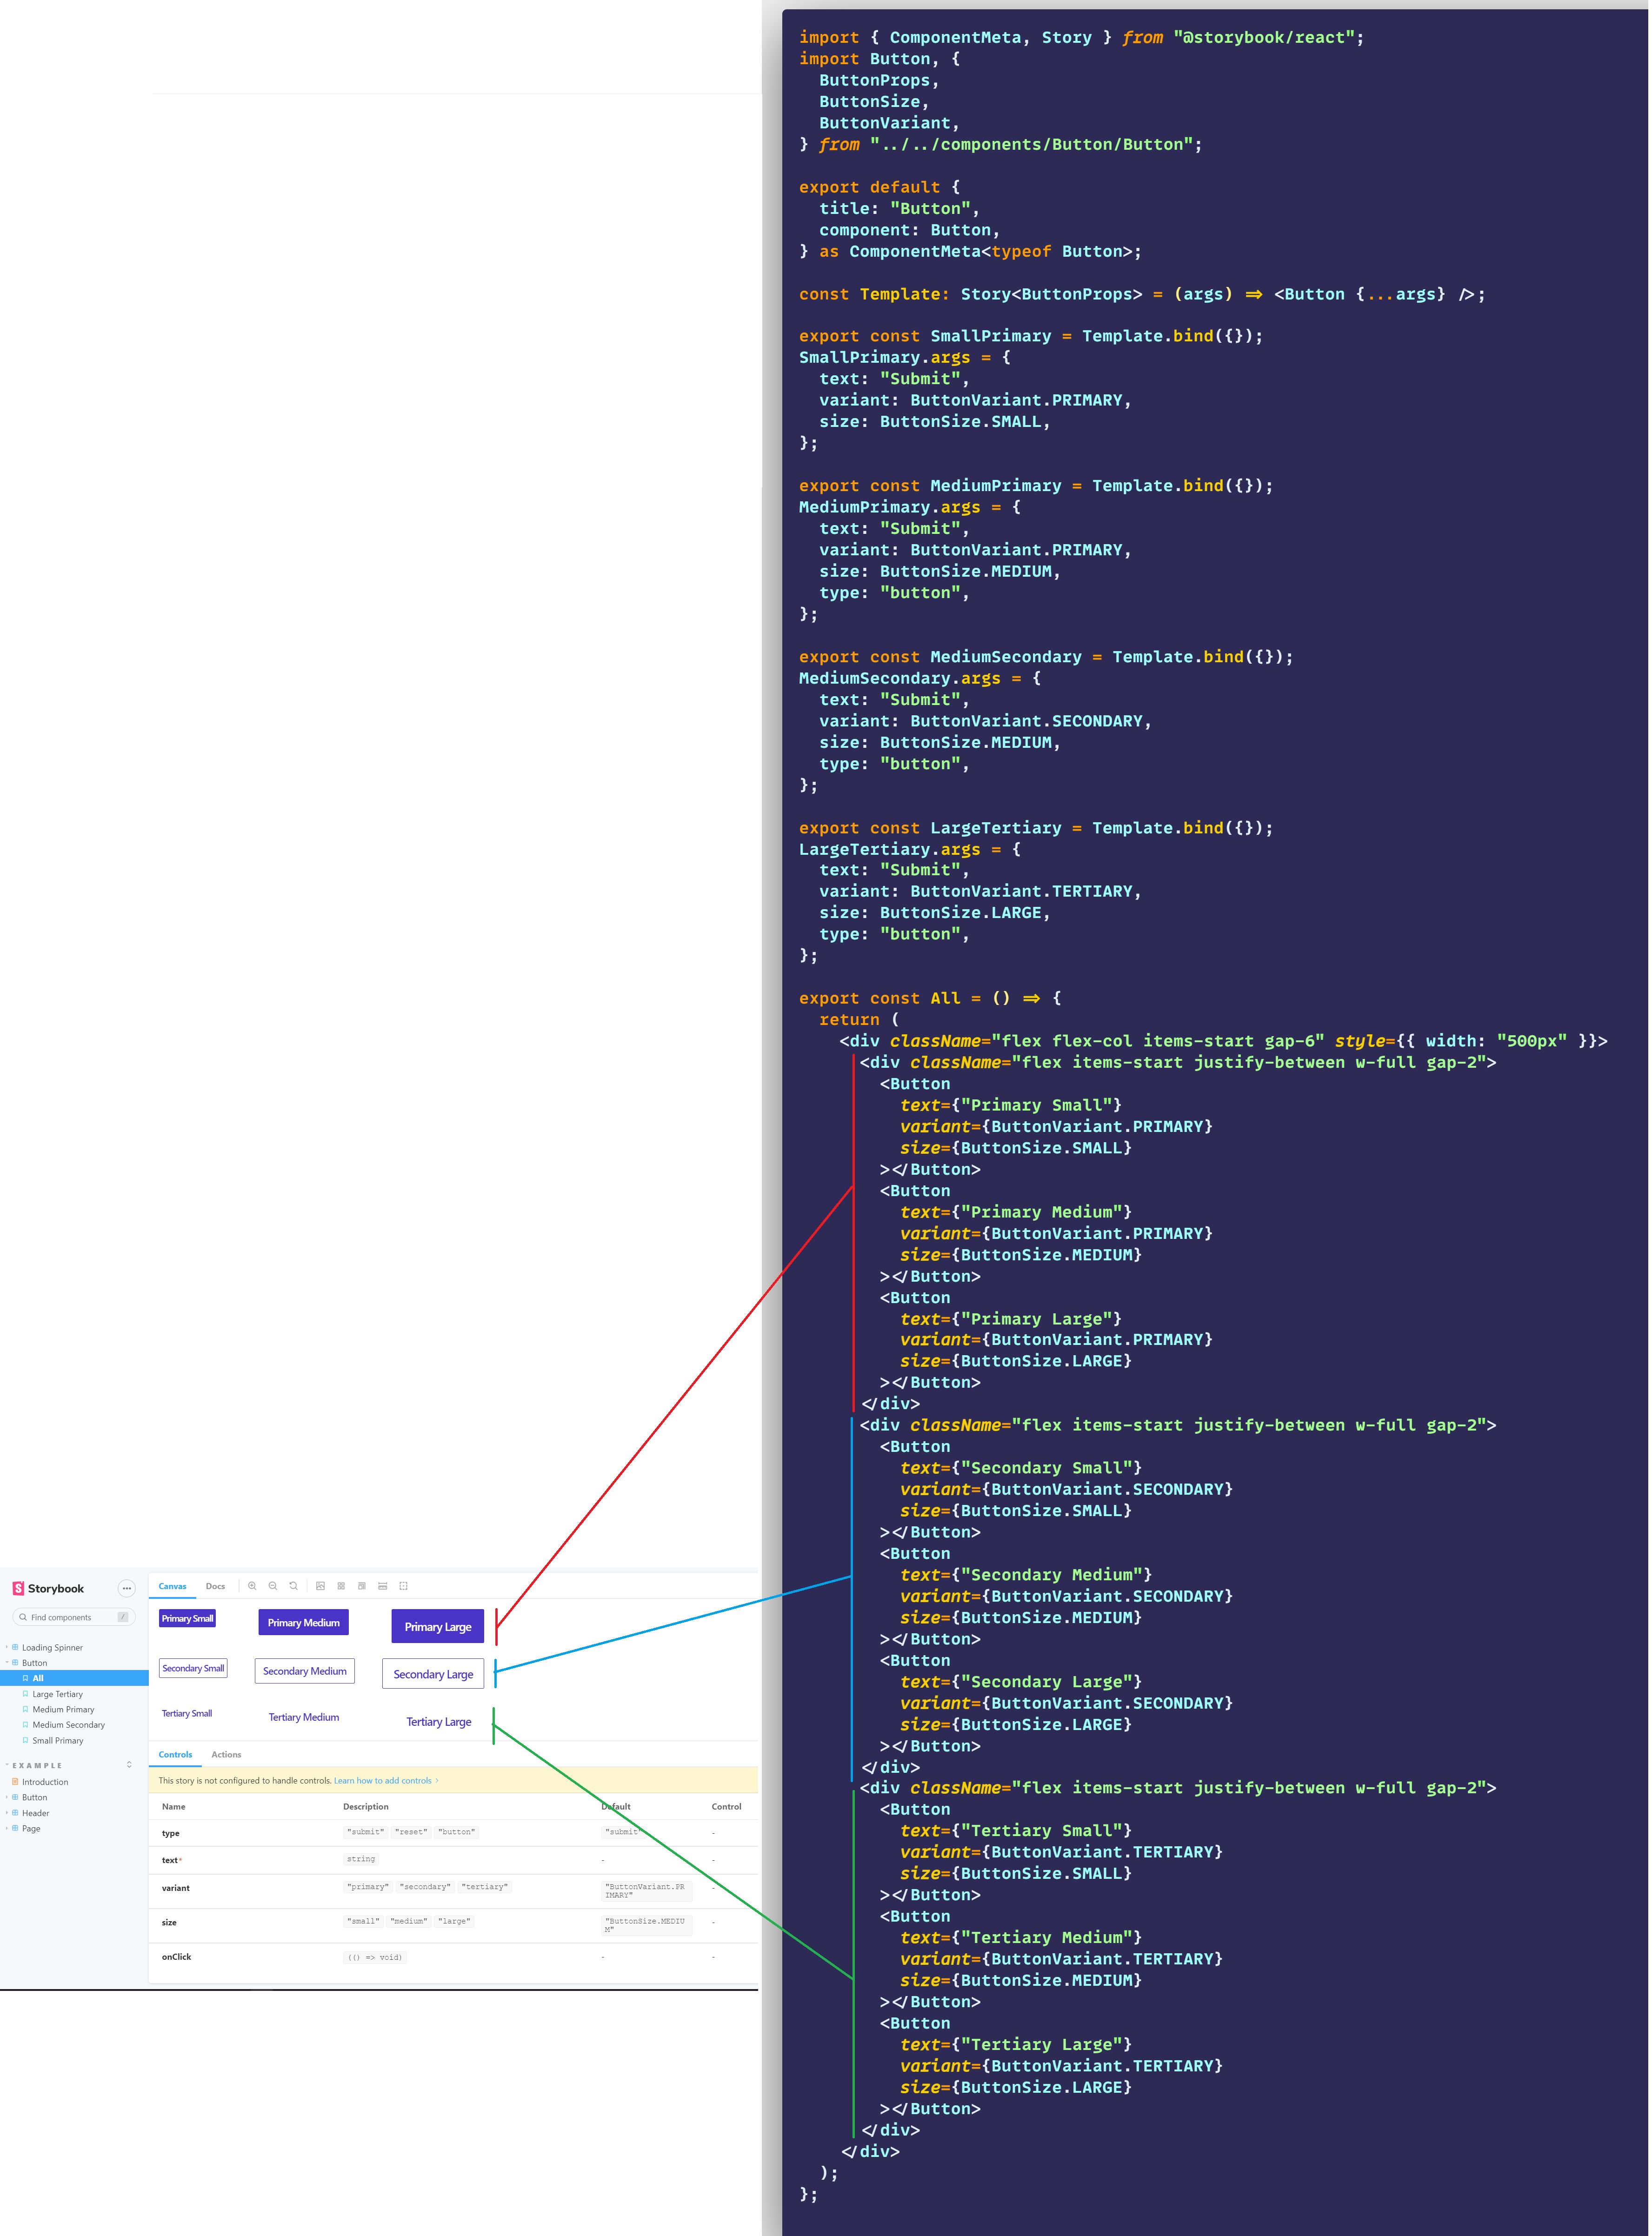 Storybook
Find components
/
Loading Spinner
Button
All
Large Tertiary
Medium Primary
Medium Secondary
Small Primary
EXAMPLE
Introduction
Button
Header
Page
Canvas Docs
Primary Small Primary Medium Primary Large
Secondary Small Secondary Medium Secondary Large
Tertiary Small Tertiary Medium Tertiary Large
Controls Actions
This story is not configured to handle controls. Learn how to add controls
Name Description Default Control
type "submit" "reset" "button" "submit" -
text* string - -
variant "primary" "secondary" "tertiary" "ButtonVariant.PR
IMARY" -
size "small" "medium" "large" "ButtonSize.MEDIU
M" -
onClick (() => void) - -
import { ComponentMeta, Story } from "@storybook/react";
import Button, {
  ButtonProps,
  ButtonSize,
  ButtonVariant,
} from "../../components/Button/Button";
export default {
  title: "Button",
  component: Button,
} as ComponentMeta<typeof Button>;
const Template: Story<ButtonProps> = (args) => <Button {...args} />;
export const SmallPrimary = Template.bind({});
SmallPrimary.args = {
  text: "Submit",
  variant: ButtonVariant.PRIMARY,
  size: ButtonSize.SMALL,
};
export const MediumPrimary = Template.bind({});
MediumPrimary.args = {
  text: "Submit",
  variant: ButtonVariant.PRIMARY,
  size: ButtonSize.MEDIUM,
  type: "button",
};
export const MediumSecondary = Template.bind({});
MediumSecondary.args = {
  text: "Submit",
  variant: ButtonVariant.SECONDARY,
  size: ButtonSize.MEDIUM,
  type: "button",
};
export const LargeTertiary = Template.bind({});
LargeTertiary.args = {
  text: "Submit",
  variant: ButtonVariant.TERTIARY,
  size: ButtonSize.LARGE,
  type: "button",
};
export const All = () => {
  return (
    <div className="flex flex-col items-start gap-6" style={{ width: "500px" }}>
      <div className="flex items-start justify-between w-full gap-2">
        <Button
          text={"Primary Small"}
          variant={ButtonVariant.PRIMARY}
          size={ButtonSize.SMALL}
        ></Button>
        <Button
          text={"Primary Medium"}
          variant={ButtonVariant.PRIMARY}
          size={ButtonSize.MEDIUM}
        ></Button>
        <Button
          text={"Primary Large"}
          variant={ButtonVariant.PRIMARY}
          size={ButtonSize.LARGE}
        ></Button>
      </div>
      <div className="flex items-start justify-between w-full gap-2">
        <Button
          text={"Secondary Small"}
          variant={ButtonVariant.SECONDARY}
          size={ButtonSize.SMALL}
        ></Button>
        <Button
          text={"Secondary Medium"}
          variant={ButtonVariant.SECONDARY}
          size={ButtonSize.MEDIUM}
        ></Button>
        <Button
          text={"Secondary Large"}
          variant={ButtonVariant.SECONDARY}
          size={ButtonSize.LARGE}
        ></Button>
      </div>
      <div className="flex items-start justify-between w-full gap-2">
        <Button
          text={"Tertiary Small"}
          variant={ButtonVariant.TERTIARY}
          size={ButtonSize.SMALL}
        ></Button>
        <Button
          text={"Tertiary Medium"}
          variant={ButtonVariant.TERTIARY}
          size={ButtonSize.MEDIUM}
        ></Button>
        <Button
          text={"Tertiary Large"}
          variant={ButtonVariant.TERTIARY}
          size={ButtonSize.LARGE}
        ></Button>
      </div>
    </div>
  );
};